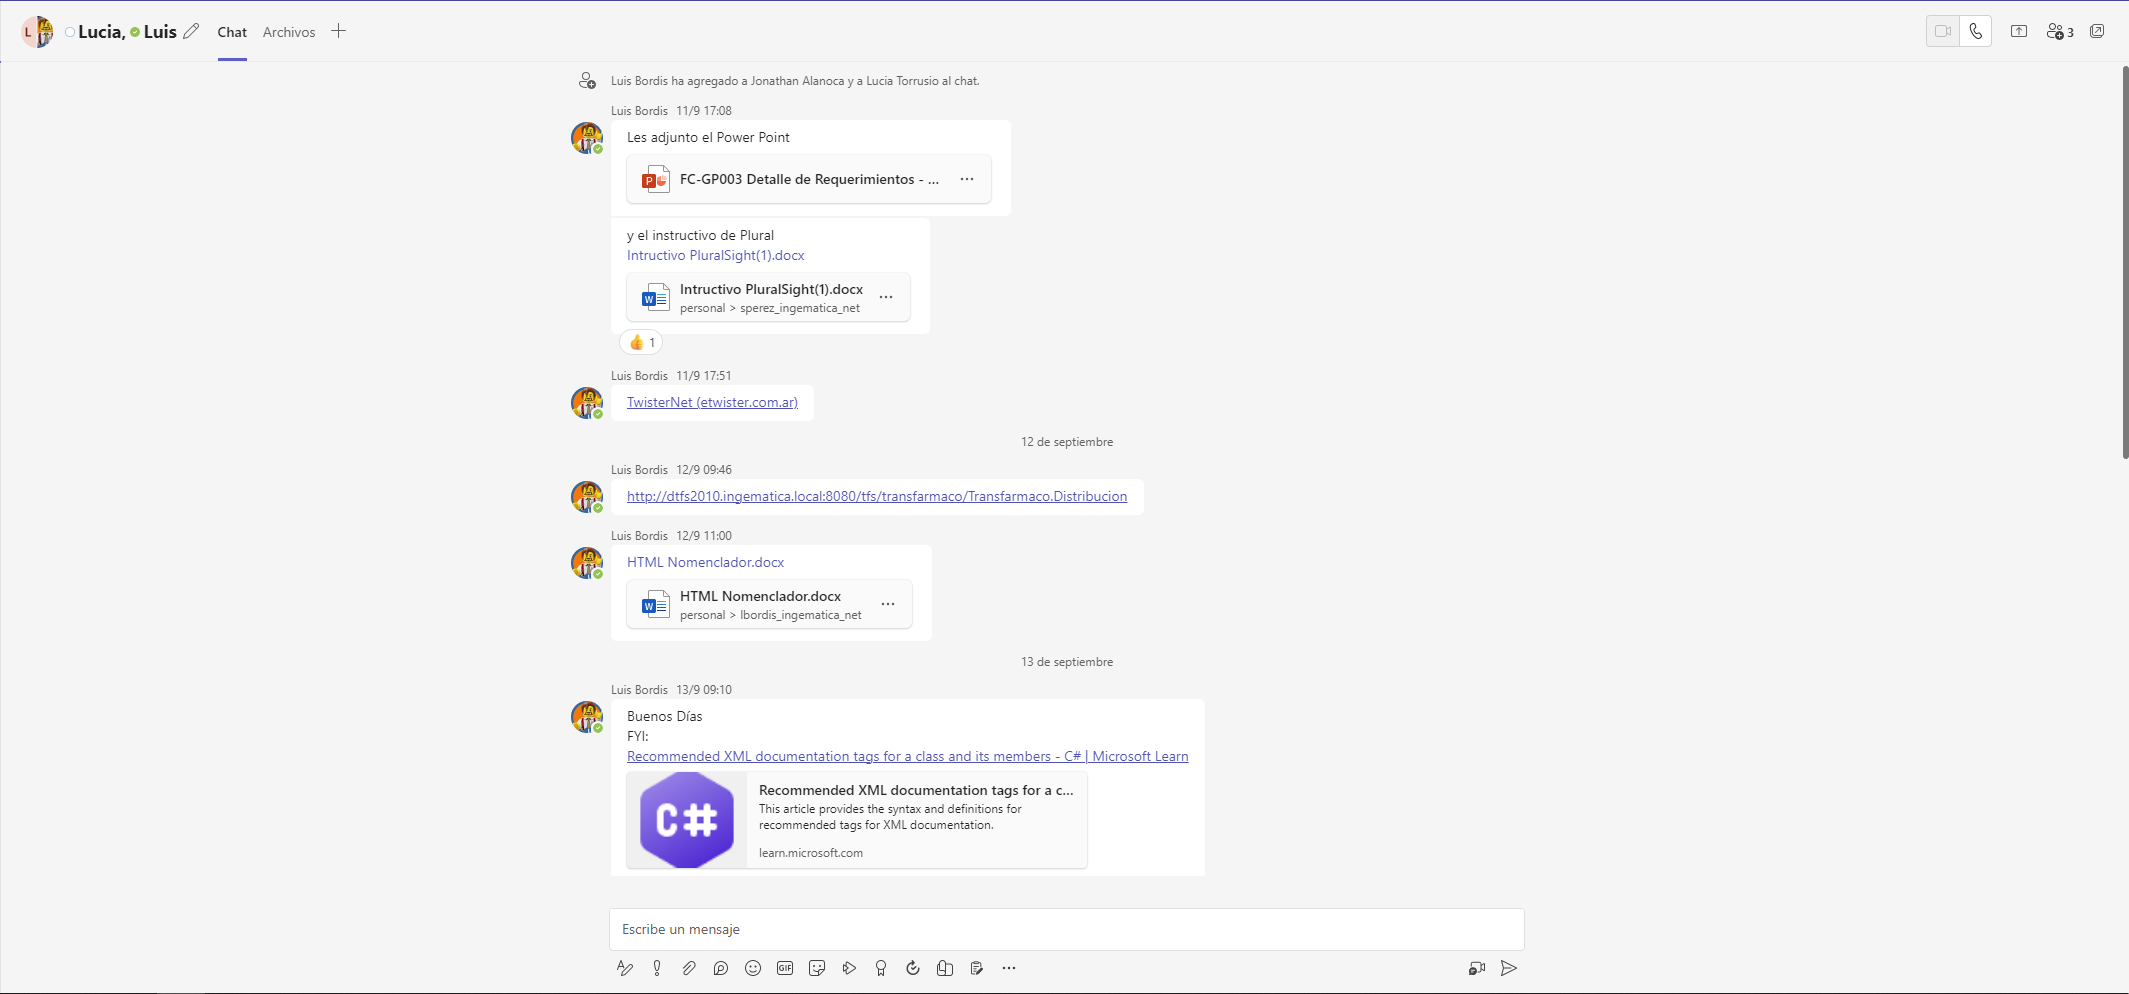 L
Lucia, Luis
Chat
Archivos
3
Luis Bordis ha agregado a Jonathan Alanoca y a Lucia Torrusio al chat.
Luis Bordis 11/9 17:08
Les adjunto el Power Point
P
FC-GP003 Detalle de Requerimientos - ...
y el instructivo de Plural
Intructivo PluralSight(1).docx
W
Intructivo PluralSight(1).docx
personal > sperez_ingematica_net
👍 1
Luis Bordis 11/9 17:51
TwisterNet (etwister.com.ar)
12 de septiembre
Luis Bordis 12/9 09:46
http://dtfs2010.ingematica.local:8080/tfs/transfarmaco/Transfarmaco.Distribucion
Luis Bordis 12/9 11:00
HTML Nomenclador.docx
W
HTML Nomenclador.docx
personal > lbordis_ingematica_net
13 de septiembre
Luis Bordis 13/9 09:10
Buenos Días
FYI:
Recommended XML documentation tags for a class and its members - C# | Microsoft Learn
C#
Recommended XML documentation tags for a c...
This article provides the syntax and definitions for
recommended tags for XML documentation.
learn.microsoft.com
Escribe un mensaje
GIF